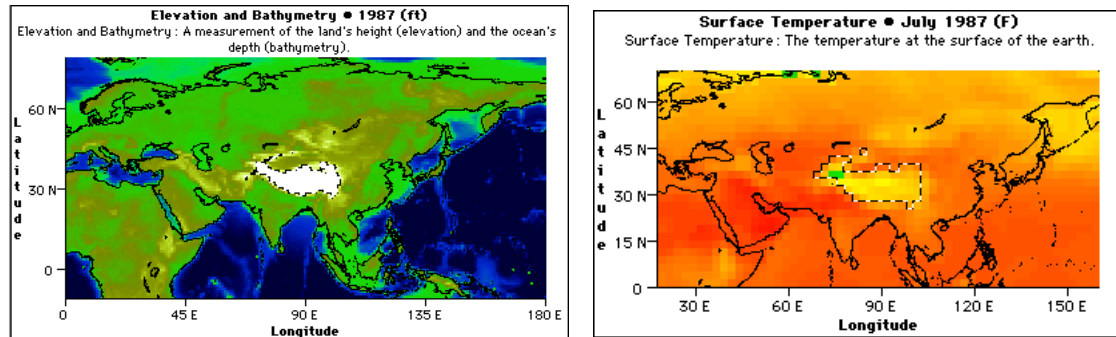 Elevation and Bathymetry ● 1987 (ft)
Elevation and Bathymetry : A measurement of the land's height (elevation) and the ocean's
depth (bathymetry).
Latitude
60 N
30 N
0
0
45 E
90 E
135 E
180 E
Longitude
Surface Temperature ● July 1987 (F)
Surface Temperature : The temperature at the surface of the earth.
Latitude
60 N
45 N
30 N
15 N
0
30 E
60 E
90 E
120 E
150 E
Longitude